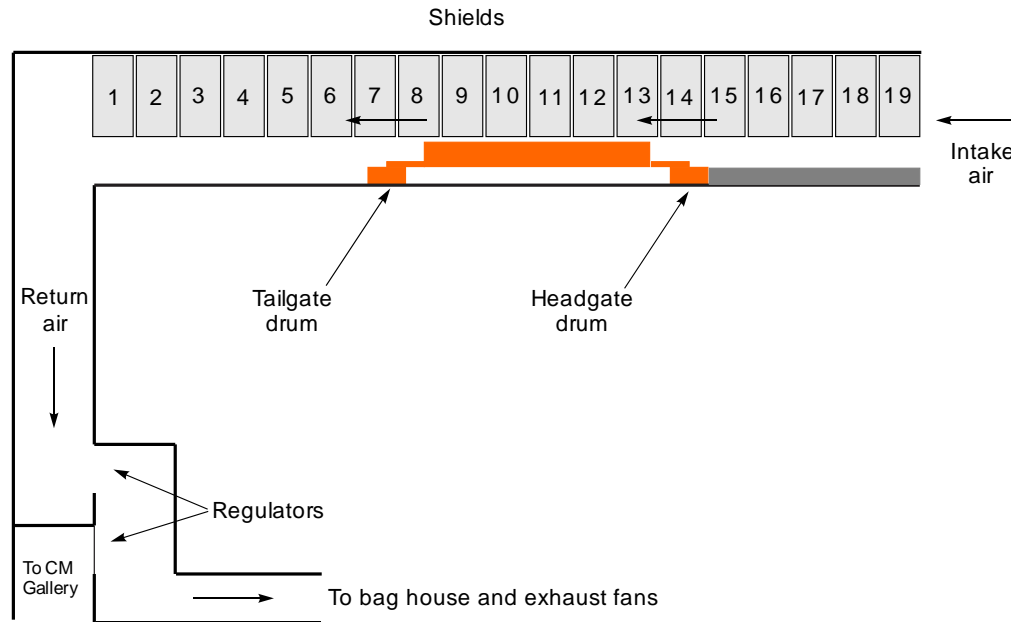 Shields
1 2 3 4 5 6 7 8 9 10 11 12 13 14 15 16 17 18 19
Intake
air
Tailgate
drum
Headgate
drum
Return
air
Regulators
To CM
Gallery
To bag house and exhaust fans